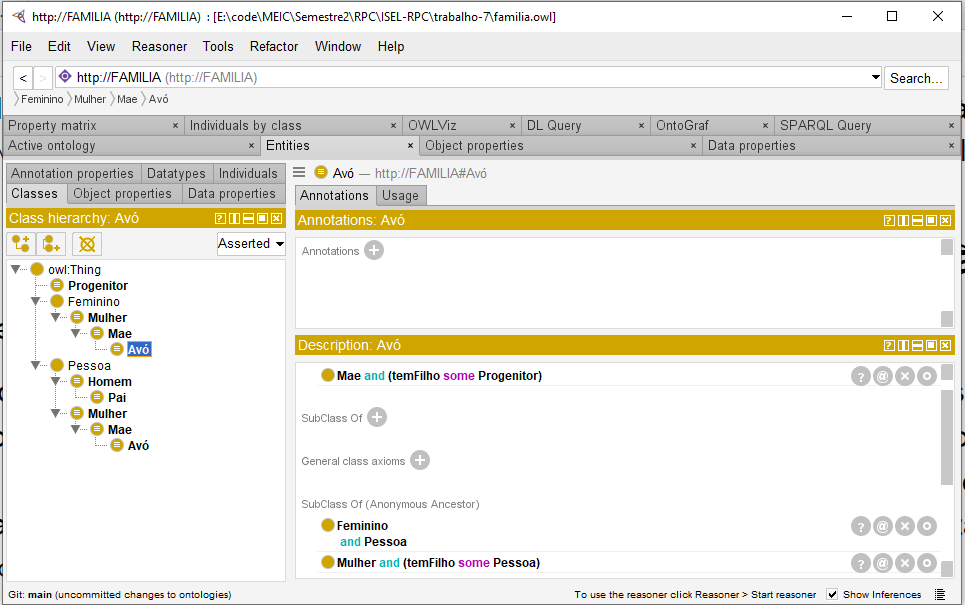 http://FAMILIA (http://FAMILIA) : [E:\code\MEIC\Semestre2\RPC\ISEL-RPC\trabalho-7\familia.owl]
File Edit View Reasoner Tools Refactor Window Help
< > http://FAMILIA (http://FAMILIA) Search...
Feminino Mulher Mae Avó
Property matrix × Individuals by class × OWLViz × DL Query × OntoGraf × SPARQL Query ×
Active ontology × Entities × Object properties × Data properties ×
Annotation properties Datatypes Individuals
Classes Object properties Data properties
Class hierarchy: Avó
Asserted
owl:Thing
Progenitor
Feminino
Mulher
Mae
Avó
Pessoa
Homem
Pai
Mulher
Mae
Avó
Avó — http://FAMILIA#Avó
Annotations Usage
Annotations: Avó
Annotations
Description: Avó
Mae and (temFilho some Progenitor)
SubClass Of
General class axioms
SubClass Of (Anonymous Ancestor)
Feminino
and Pessoa
Mulher and (temFilho some Pessoa)
Git: main (uncommitted changes to ontologies)
To use the reasoner click Reasoner > Start reasoner Show Inferences